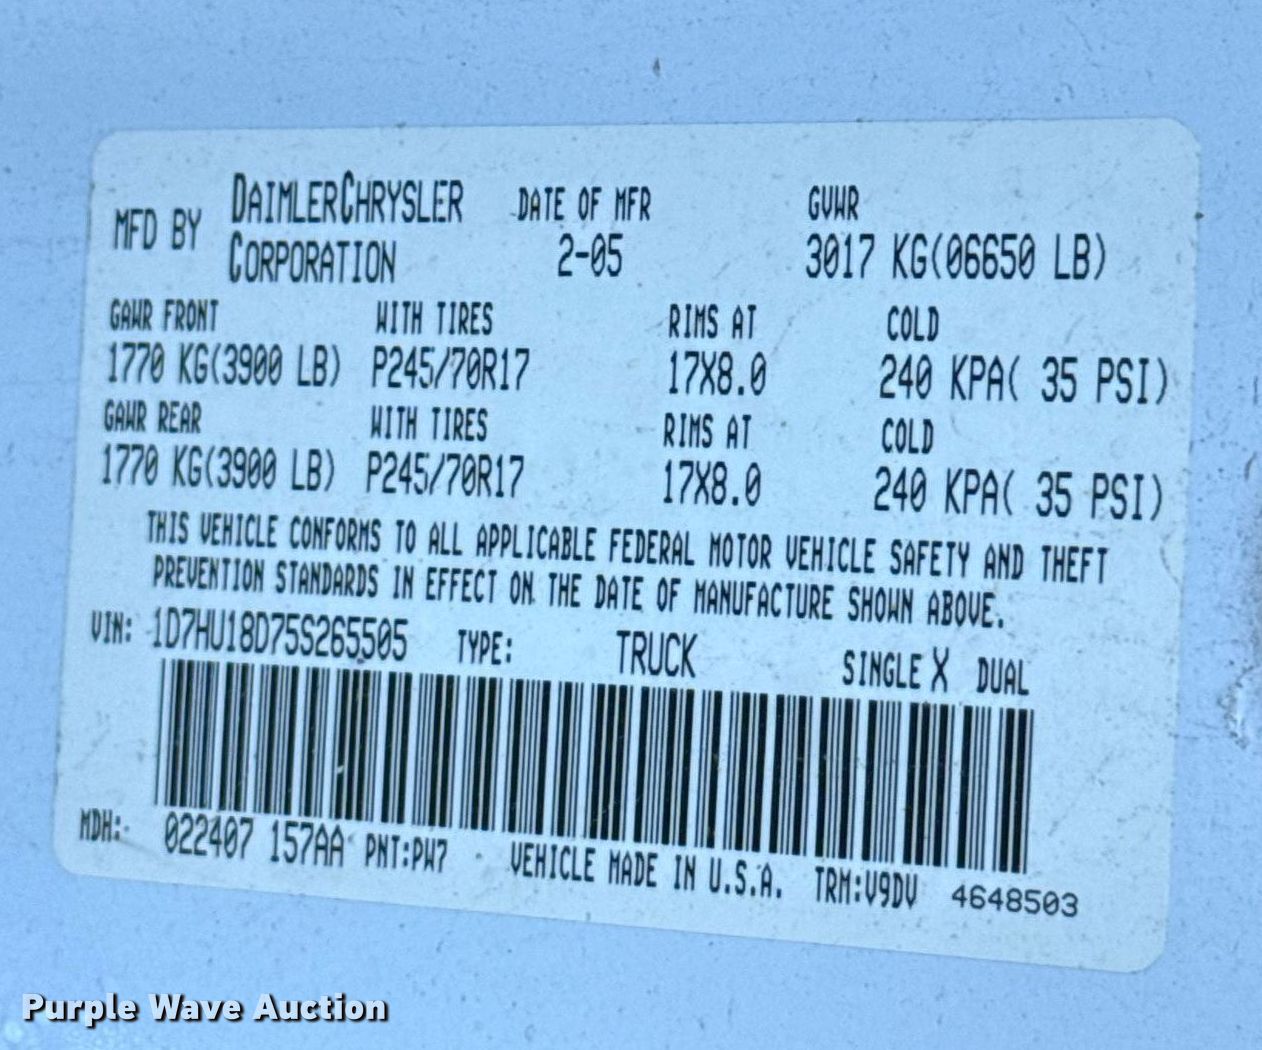 MFD BY DAIMLERCHRYSLER CORPORATION DATE OF MFR 2-05 GVWR 3017 KG(06650 LB)
GAWR FRONT WITH TIRES RIMS AT COLD
1770 KG(3900 LB) P245/70R17 17X8.0 240 KPA( 35 PSI)
GAWR REAR WITH TIRES RIMS AT COLD
1770 KG(3900 LB) P245/70R17 17X8.0 240 KPA( 35 PSI)
THIS VEHICLE CONFORMS TO ALL APPLICABLE FEDERAL MOTOR VEHICLE SAFETY AND THEFT
PREVENTION STANDARDS IN EFFECT ON THE DATE OF MANUFACTURE SHOWN ABOVE.
VIN: 1D7HU18D75S265505 TYPE: TRUCK SINGLE X DUAL
MDH: 022407 157AA PNT:PW7 VEHICLE MADE IN U.S.A. TRM:V9DV 4648503
Purple Wave Auction